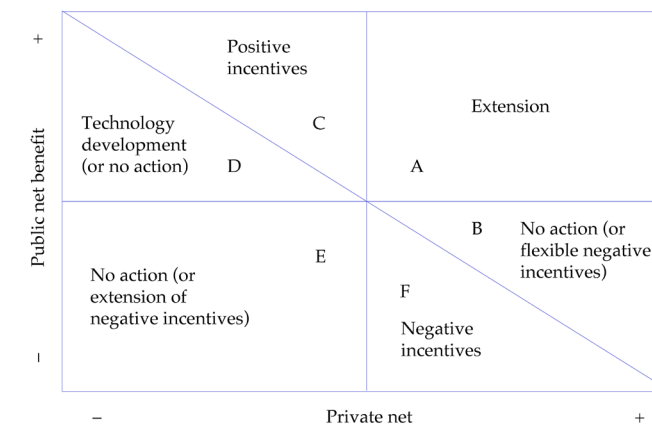 +
Positive
incentives
Extension
C
Technology
development
(or no action)
D
A
Public net benefit
B
No action (or
flexible negative
incentives)
E
No action (or
extension of
negative incentives)
F
Negative
incentives
–
–
Private net
+